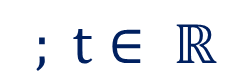 ; t ∈ ℝ